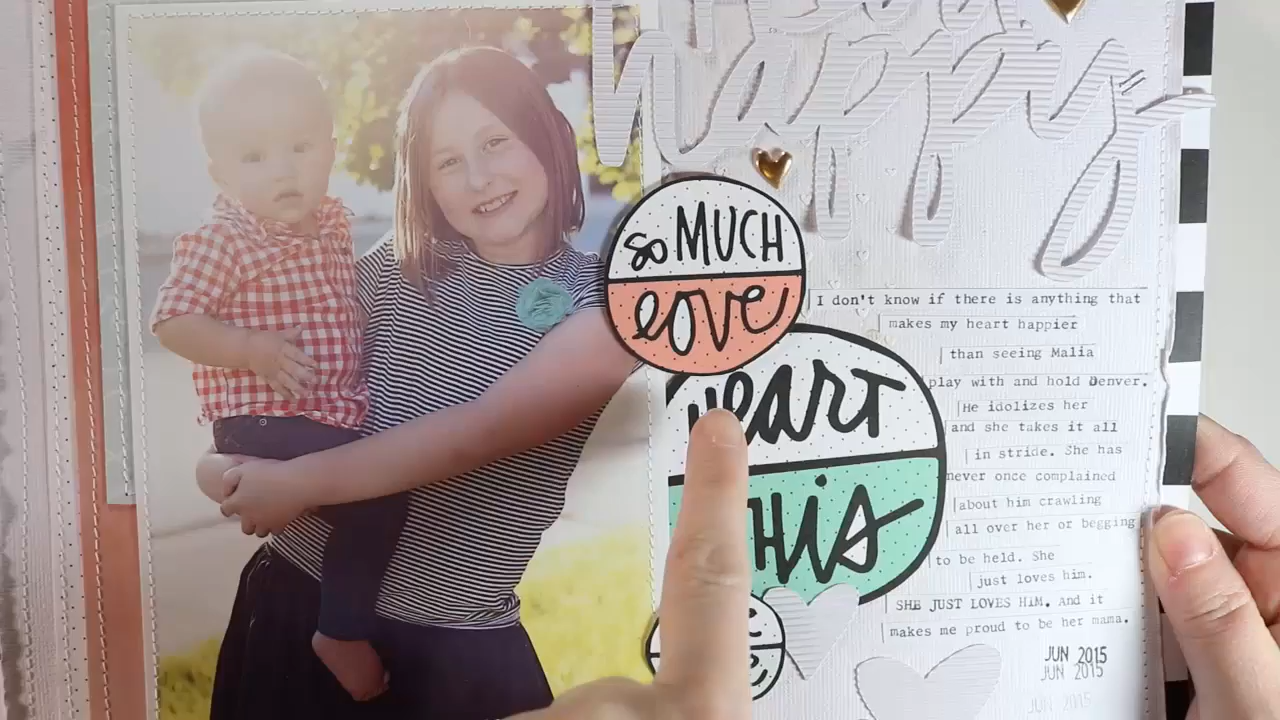 happy
so MUCH
love
HEART
THIS
I don't know if there is anything that
makes my heart happier
than seeing Malia
play with and hold Denver.
He idolizes her
and she takes it all
in stride. She has
never once complained
about him crawling
all over her or begging
to be held. She
just loves him.
SHE JUST LOVES HIM. And it
makes me proud to be her mama.
JUN 2015
JUN 2015
JUN 2015